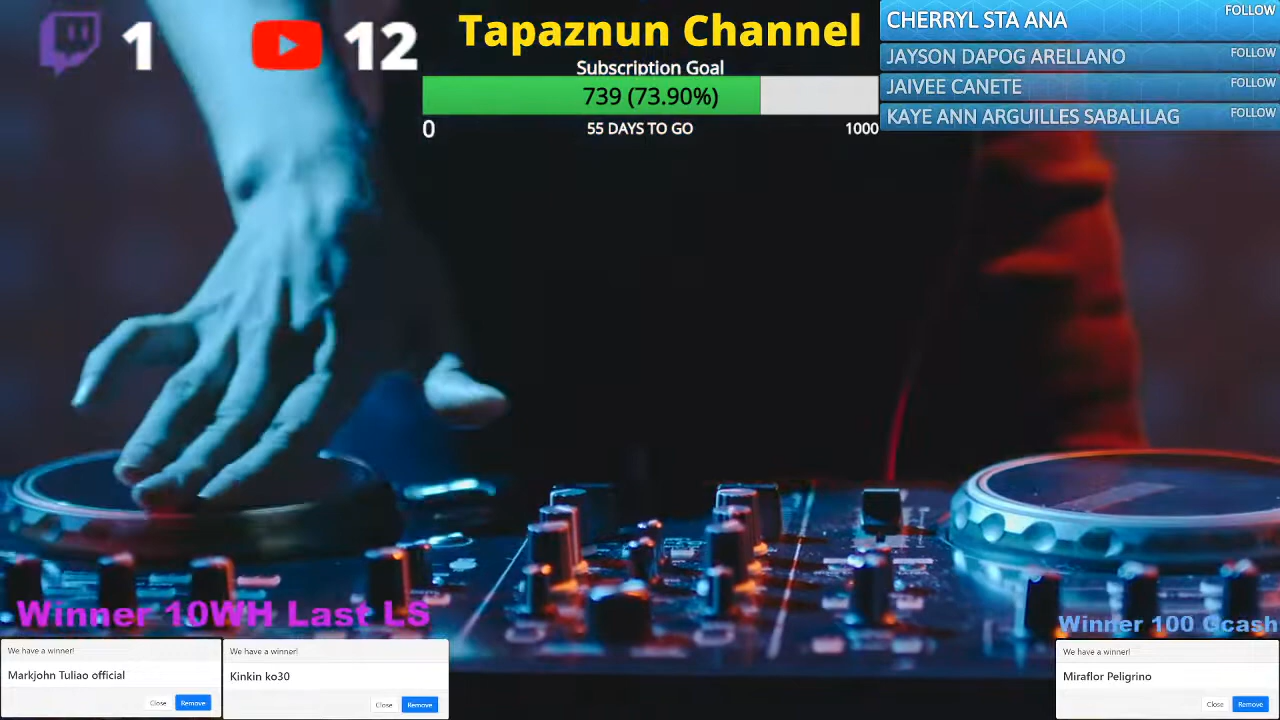 1
12
Tapaznun Channel
Subscription Goal
739 (73.90%)
0
55 DAYS TO GO
1000
CHERRYL STA ANA
FOLLOW
JAYSON DAPOG ARELLANO
FOLLOW
JAIVEE CANETE
FOLLOW
KAYE ANN ARGUILLES SABALILAG
FOLLOW
Winner 10WH Last LS
We have a winner!
Markjohn Tuliao official
Close
Remove
We have a winner!
Kinkin ko30
Close
Remove
Winner 100 Gcash
We have a winner!
Miraflor Peligrino
Close
Remove